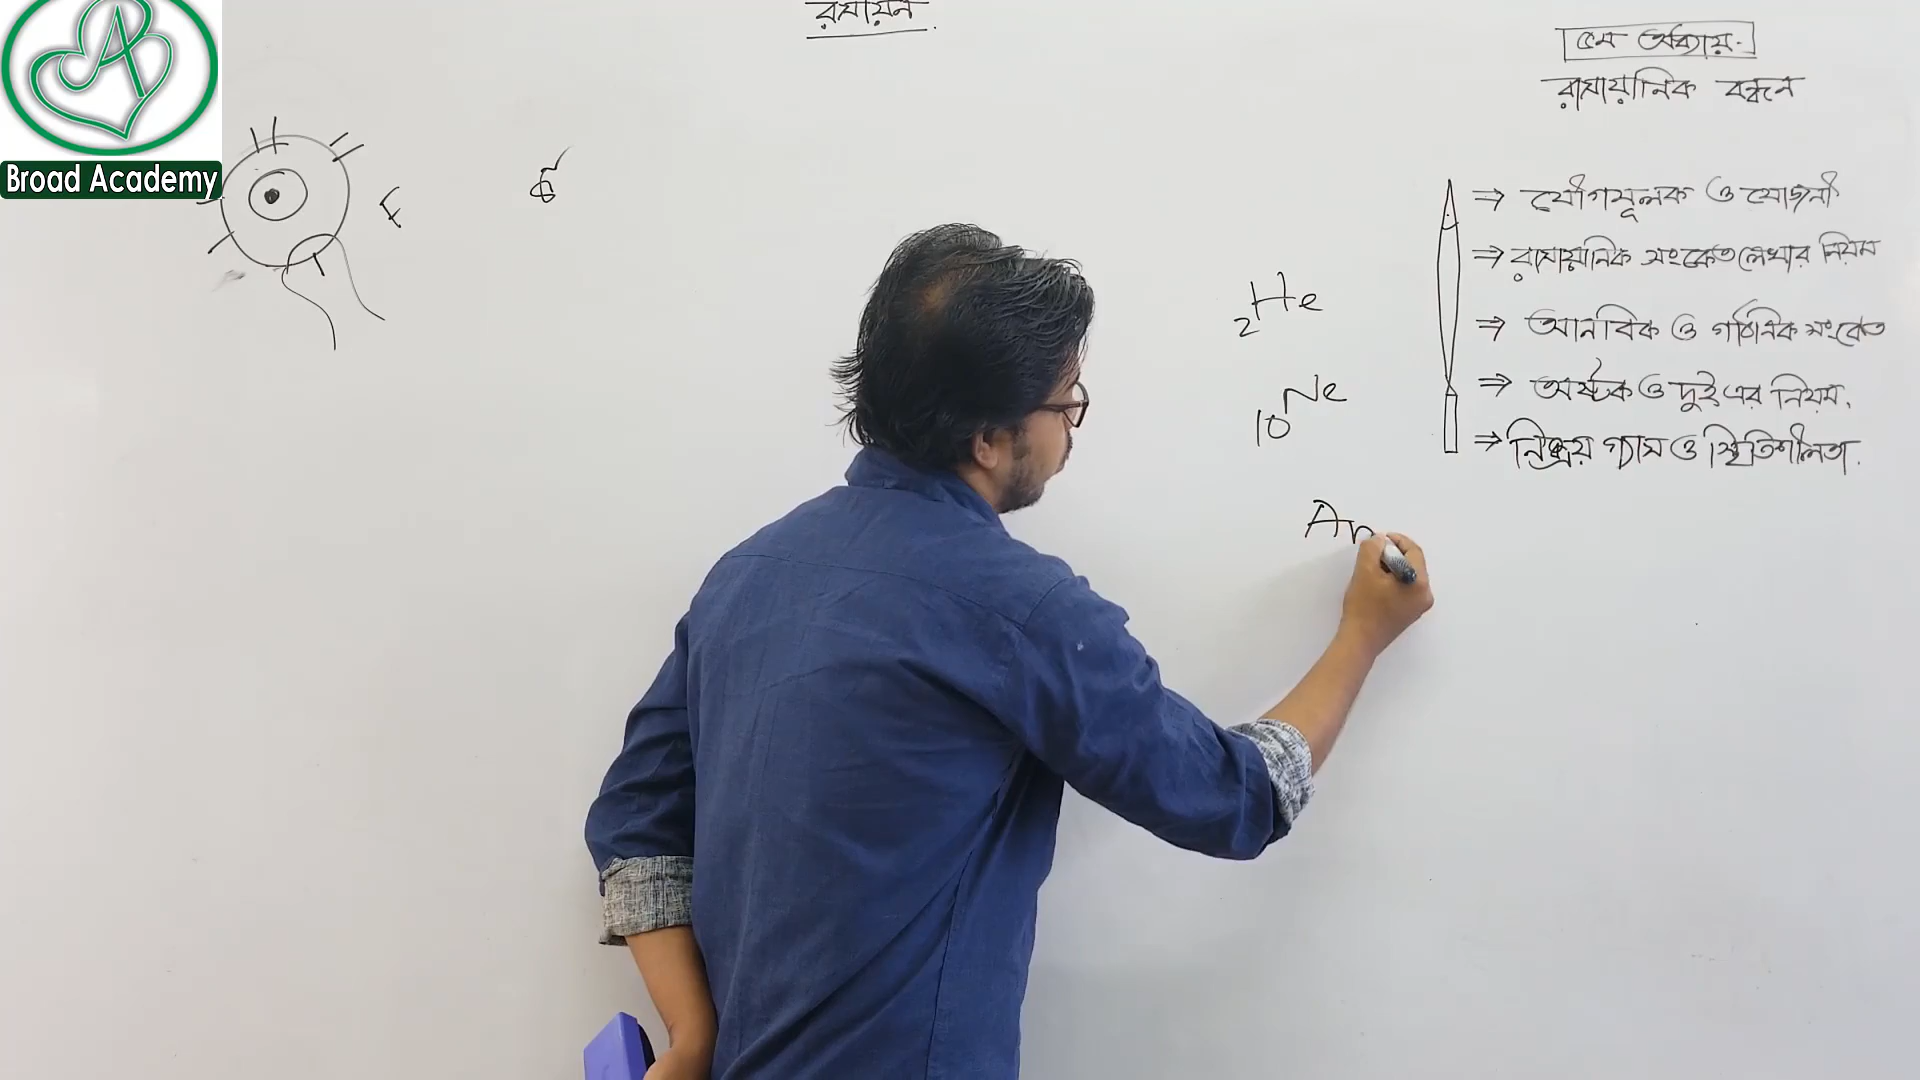 রসায়ন
৫ম অধ্যায়
রাসায়নিক বন্ধন
Broad Academy
F
⇒ যৌগমূলক ও যোজনী
⇒ রাসায়নিক সংকেত লেখার নিয়ম
⇒ আনবিক ও গাঠনিক সংকেত
⇒ অষ্টক ও দুই এর নিয়ম.
⇒ নিষ্ক্রিয় গ্যাস ও স্থিতিশীলতা.
2He
10Ne
Ar